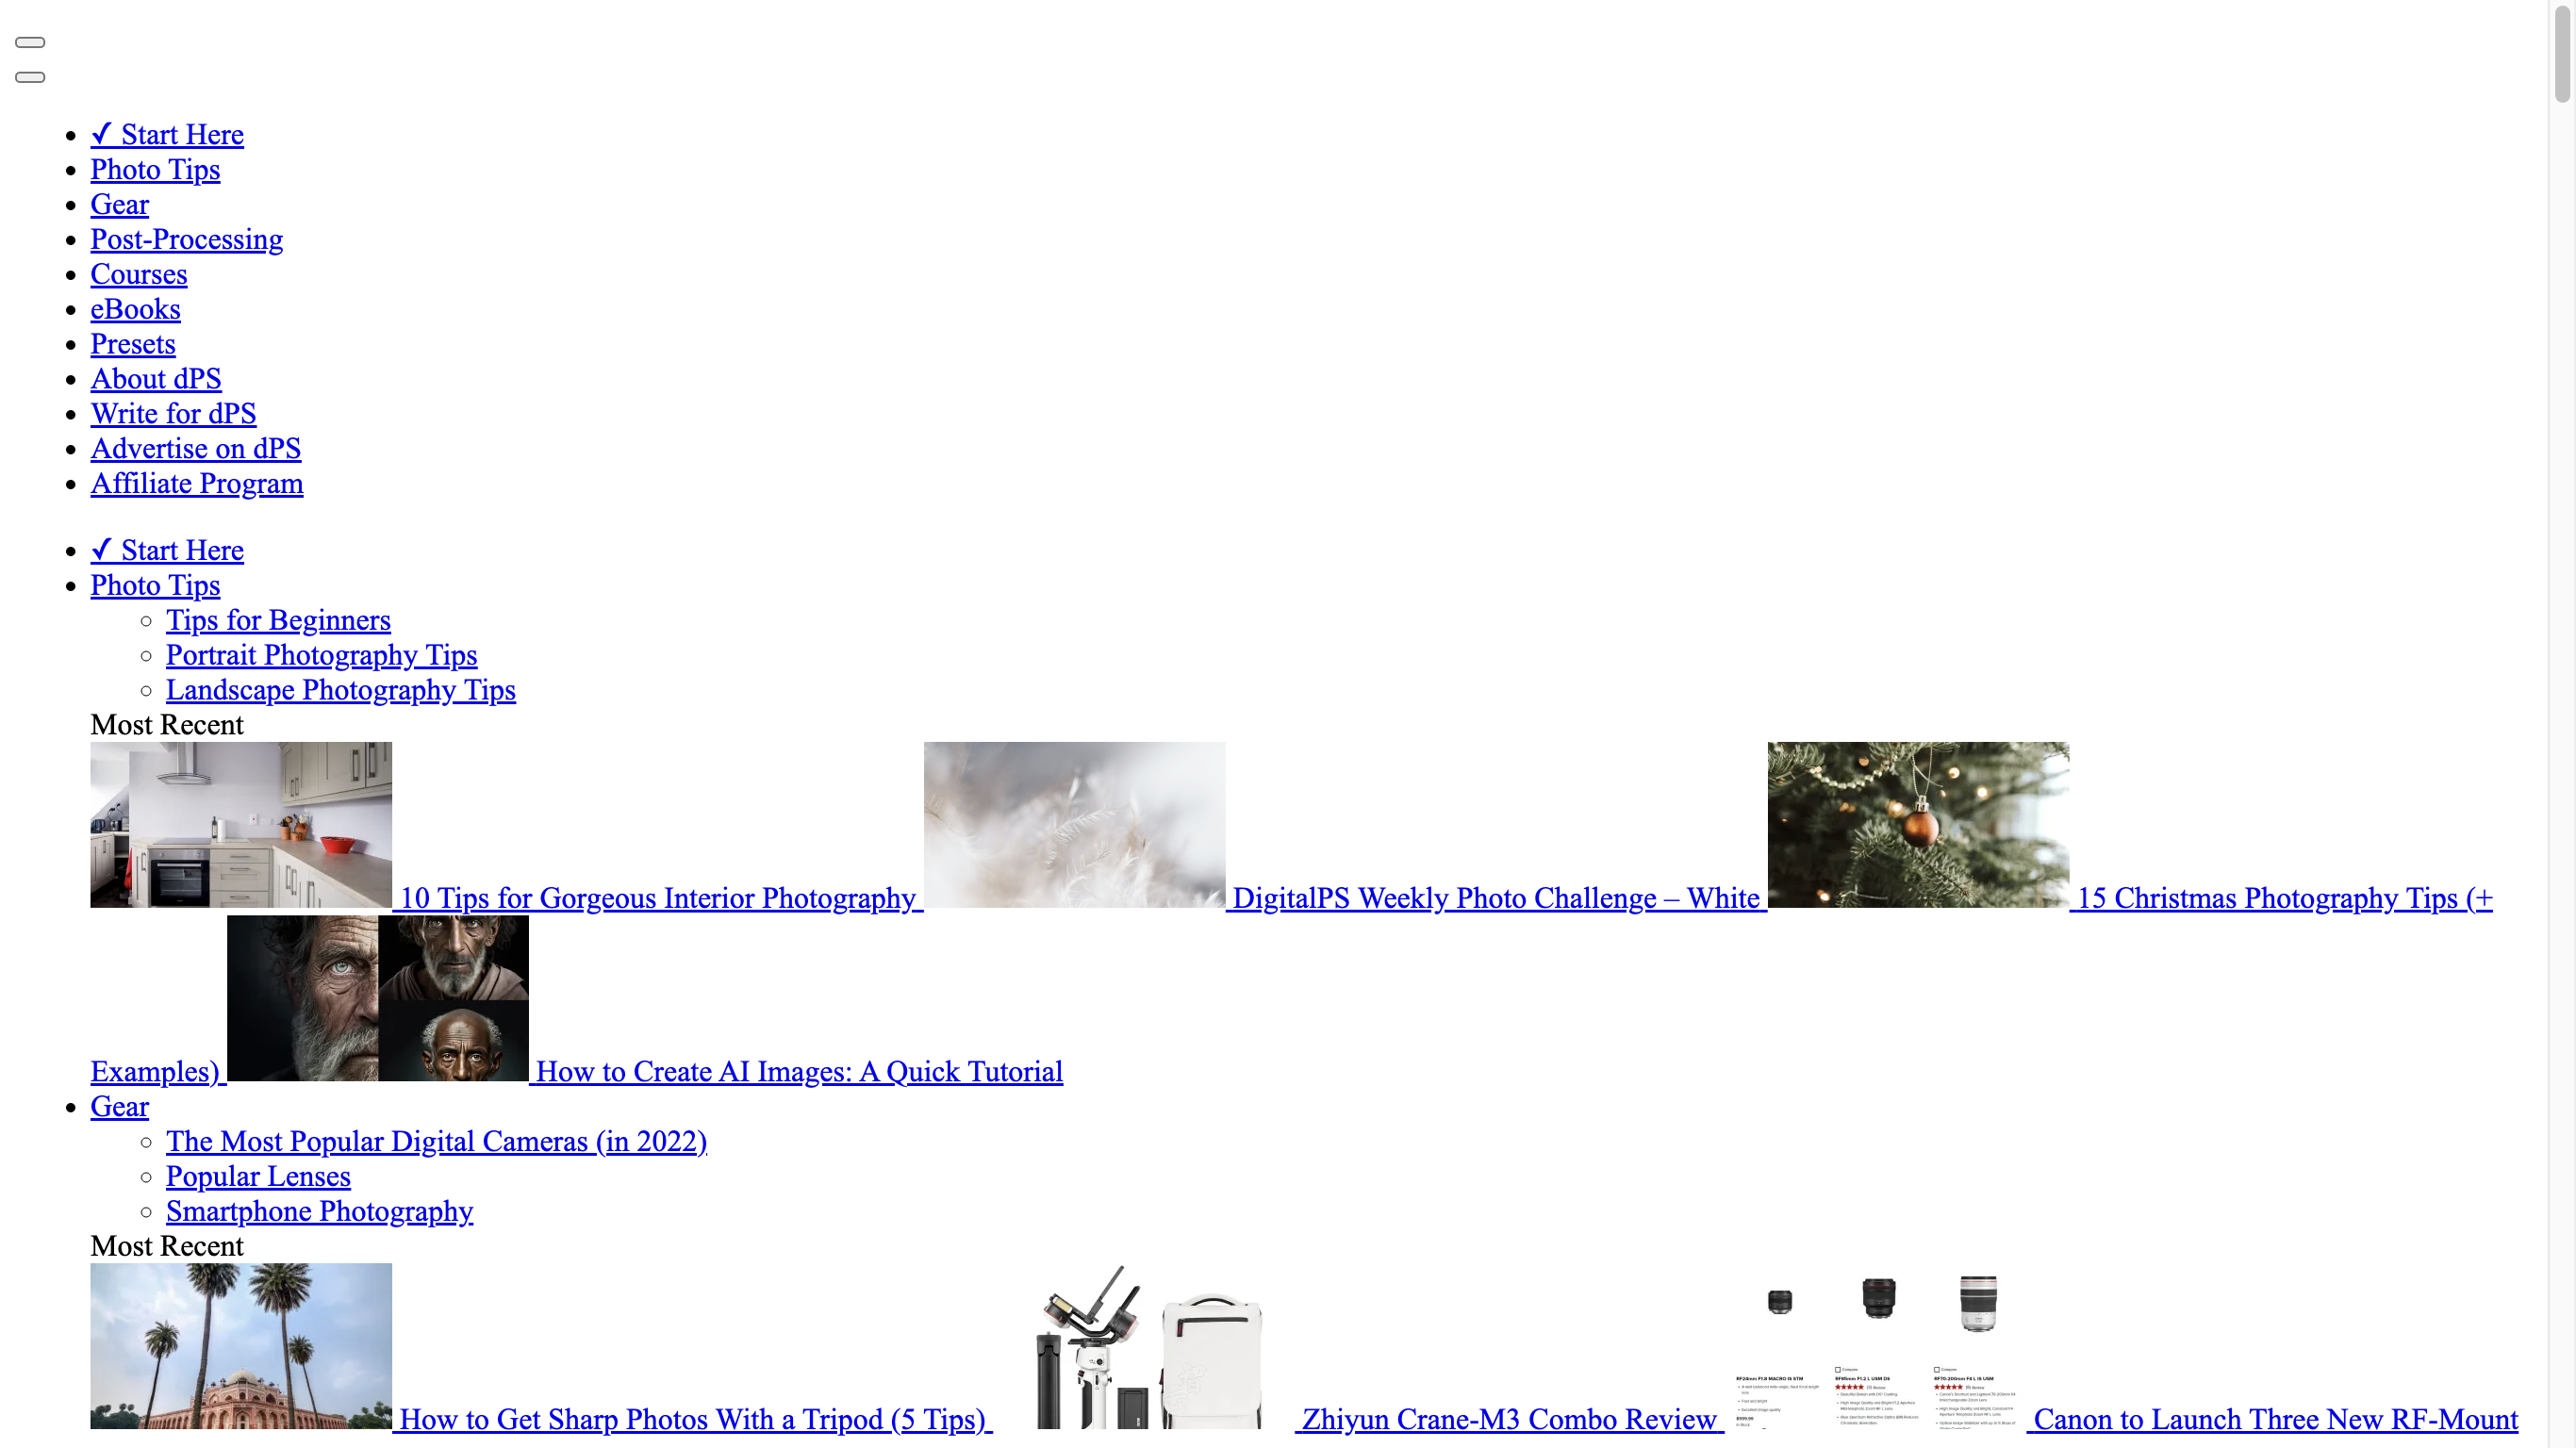 ✓ Start Here
Photo Tips
Gear
Post-Processing
Courses
eBooks
Presets
About dPS
Write for dPS
Advertise on dPS
Affiliate Program
✓ Start Here
Photo Tips
Tips for Beginners
Portrait Photography Tips
Landscape Photography Tips
Most Recent
10 Tips for Gorgeous Interior Photography DigitalPS Weekly Photo Challenge – White 15 Christmas Photography Tips (+
Examples) How to Create AI Images: A Quick Tutorial
Gear
The Most Popular Digital Cameras (in 2022)
Popular Lenses
Smartphone Photography
Most Recent
How to Get Sharp Photos With a Tripod (5 Tips) Zhiyun Crane-M3 Combo Review Canon to Launch Three New RF-Mount